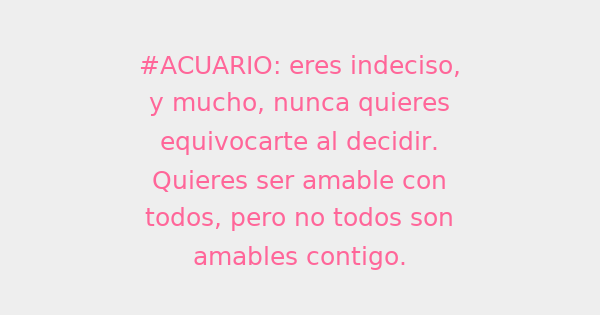 #ACUARIO: eres indeciso,
y mucho, nunca quieres
equivocarte al decidir.
Quieres ser amable con
todos, pero no todos son
amables contigo.